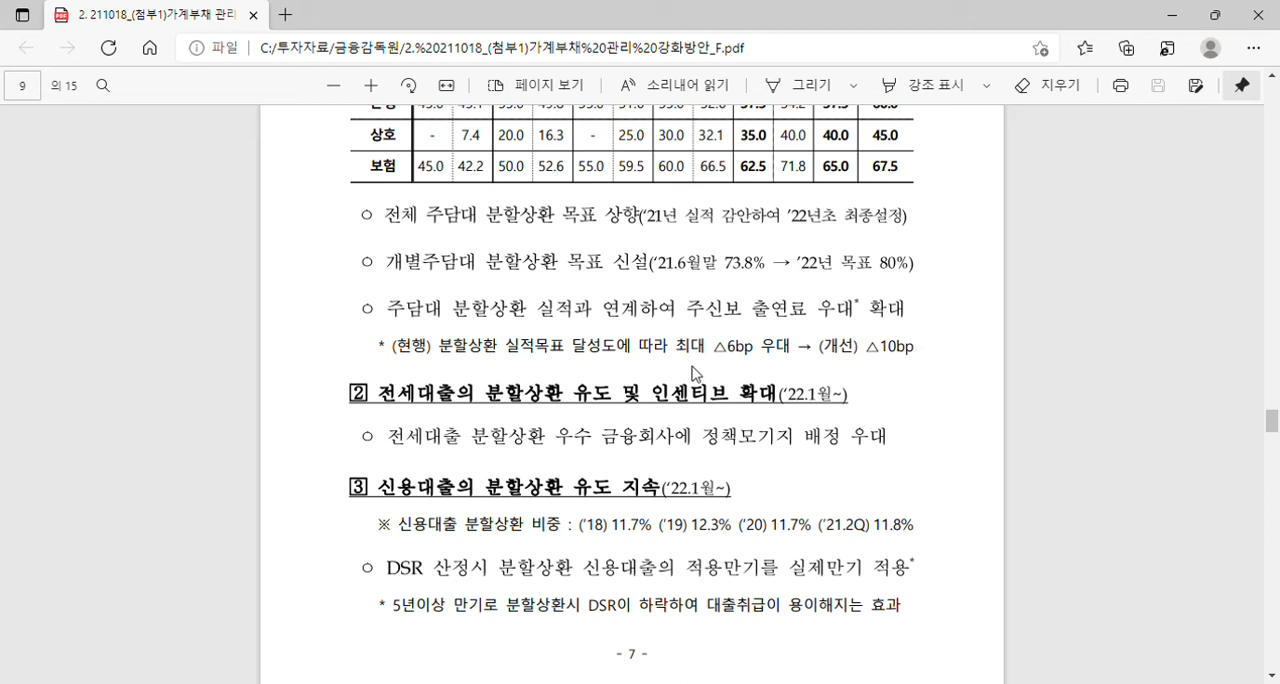 2. 211018_(첨부1)가계부채 관리
파일 C:/투자자료/금융감독원/2.%20211018_(첨부1)가계부채%20관리%20강화방안_F.pdf
9 의 15 페이지 보기 소리내어 읽기 그리기 강조 표시 지우기
상호 - 7.4 20.0 16.3 - 25.0 30.0 32.1 35.0 40.0 40.0 45.0
보험 45.0 42.2 50.0 52.6 55.0 59.5 60.0 66.5 62.5 71.8 65.0 67.5
○ 전체 주담대 분할상환 목표 상향(‘21년 실적 감안하여 ’22년초 최종설정)
○ 개별주담대 분할상환 목표 신설(‘21.6월말 73.8% → ’22년 목표 80%)
○ 주담대 분할상환 실적과 연계하여 주신보 출연료 우대* 확대
* (현행) 분할상환 실적목표 달성도에 따라 최대 △6bp 우대 → (개선) △10bp
2 전세대출의 분할상환 유도 및 인센티브 확대(‘22.1월~)
○ 전세대출 분할상환 우수 금융회사에 정책모기지 배정 우대
3 신용대출의 분할상환 유도 지속(‘22.1월~)
※ 신용대출 분할상환 비중 : (‘18) 11.7% (‘19) 12.3% (‘20) 11.7% (‘21.2Q) 11.8%
○ DSR 산정시 분할상환 신용대출의 적용만기를 실제만기 적용*
* 5년이상 만기로 분할상환시 DSR이 하락하여 대출취급이 용이해지는 효과
- 7 -